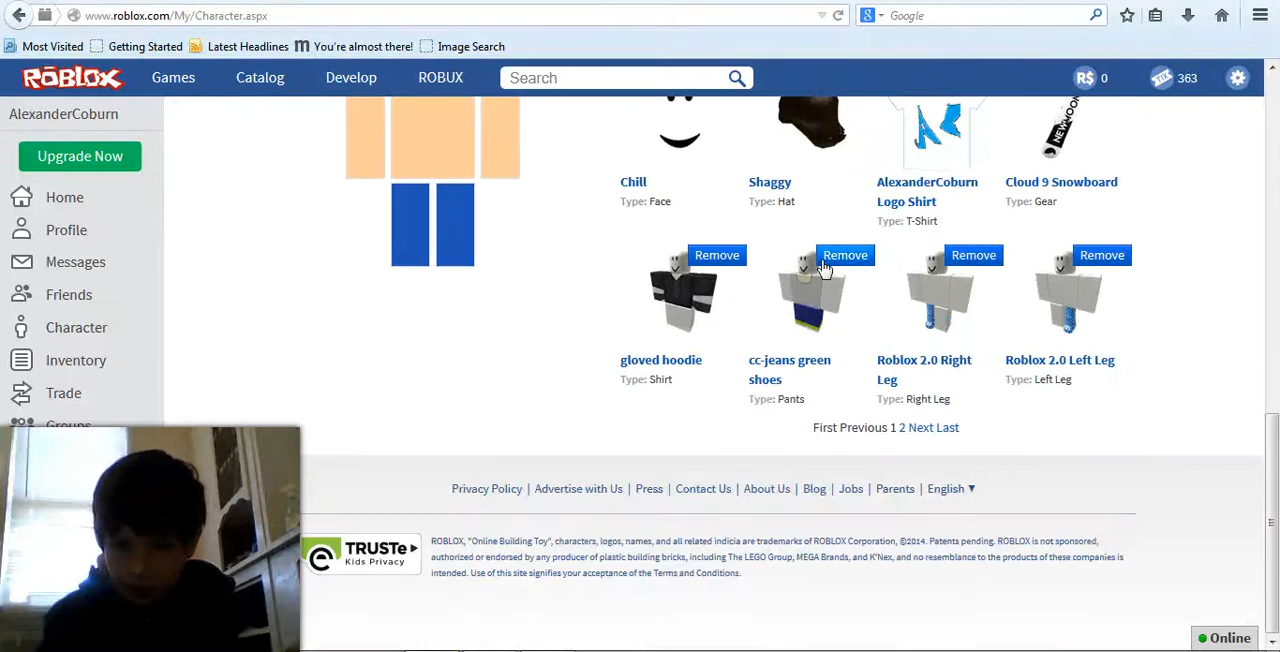 www.roblox.com/My/Character.aspx
Google
Most Visited
Getting Started
Latest Headlines
You're almost there!
Image Search
ROBLOX
Games
Catalog
Develop
ROBUX
Search
R$ 0
TIX 363
AlexanderCoburn
Upgrade Now
Home
Profile
Messages
Friends
Character
Inventory
Trade
Groups
Chill
Type: Face
Shaggy
Type: Hat
AlexanderCoburn
Logo Shirt
Type: T-Shirt
Cloud 9 Snowboard
Type: Gear
Remove
Remove
Remove
Remove
gloved hoodie
Type: Shirt
cc-jeans green
shoes
Type: Pants
Roblox 2.0 Right
Leg
Type: Right Leg
Roblox 2.0 Left Leg
Type: Left Leg
First Previous 1 2 Next Last
Privacy Policy | Advertise with Us | Press | Contact Us | About Us | Blog | Jobs | Parents | English ▼
TRUSTe
Kids Privacy
ROBLOX, "Online Building Toy", characters, logos, names, and all related indicia are trademarks of ROBLOX Corporation, ©2014. Patents pending. ROBLOX is not sponsored,
authorized or endorsed by any producer of plastic building bricks, including The LEGO Group, MEGA Brands, and K'Nex, and no resemblance to the products of these companies is
intended. Use of this site signifies your acceptance of the Terms and Conditions.
Online